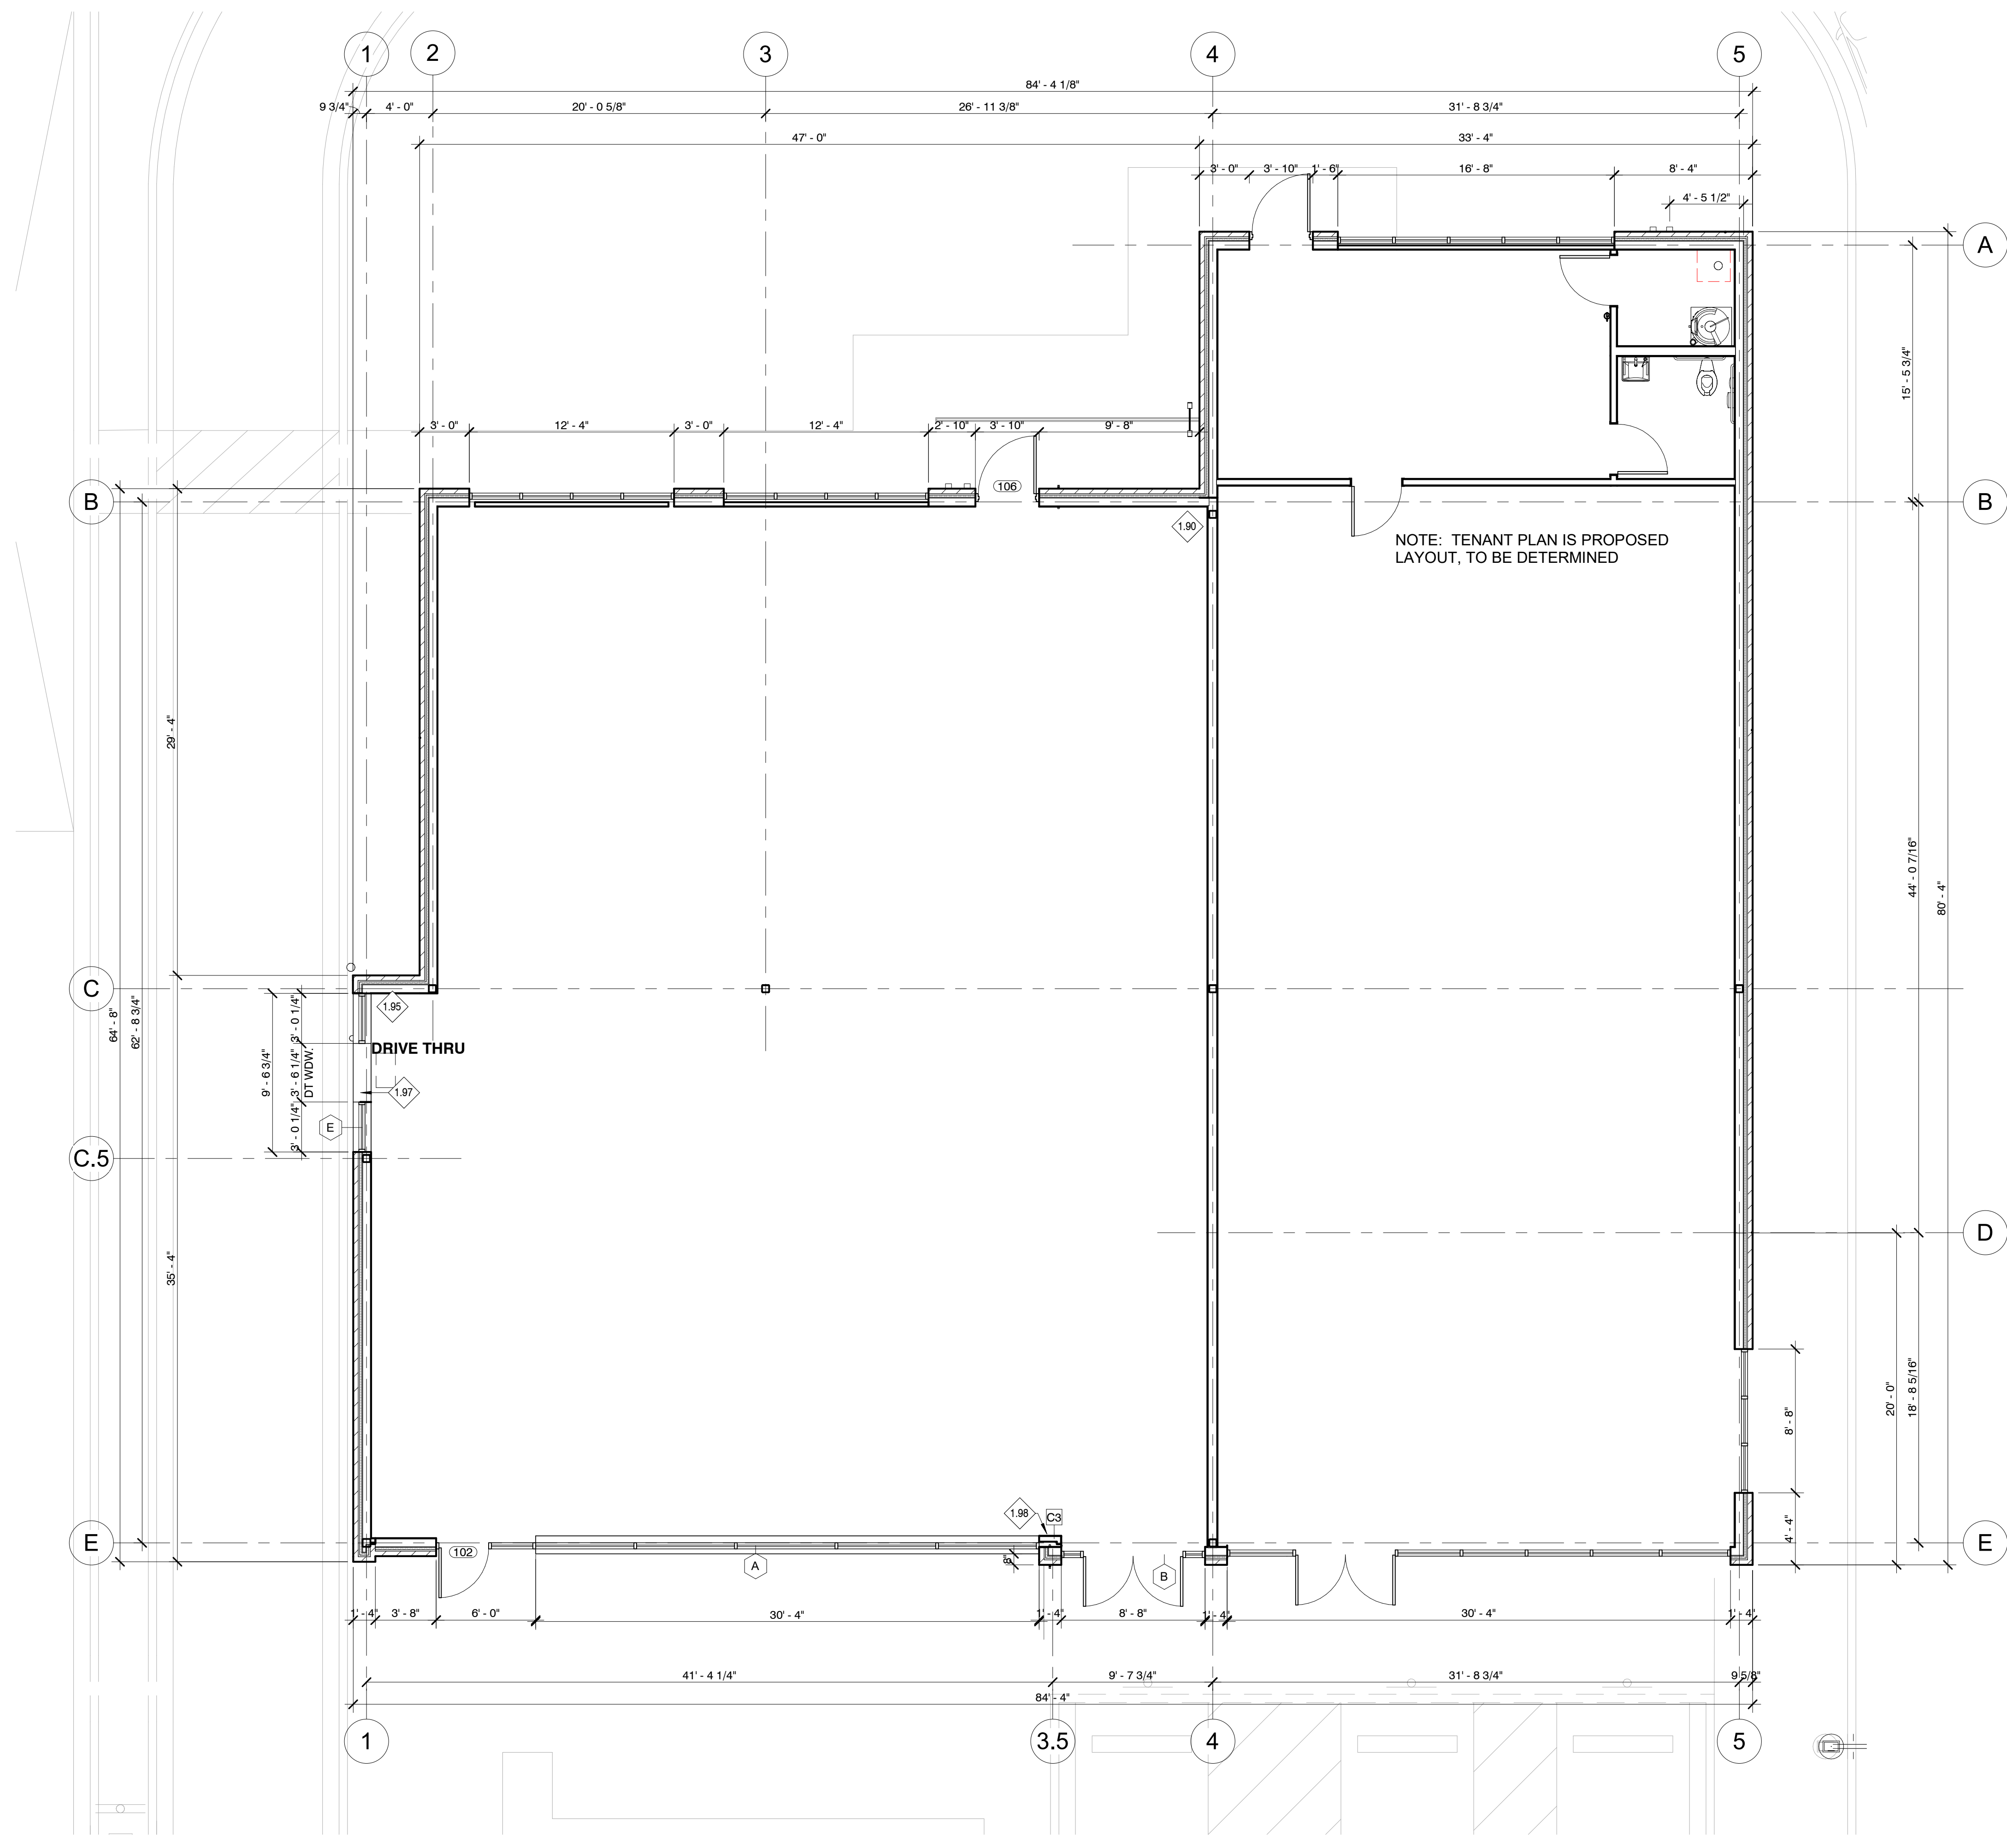 1
2
3
4
5
84' - 4 1/8"
9 3/4"
4' - 0"
20' - 0 5/8"
26' - 11 3/8"
31' - 8 3/4"
47' - 0"
33' - 4"
3' - 0"
3' - 10"
1' - 6"
16' - 8"
8' - 4"
4' - 5 1/2"
A
15' - 5 3/4"
3' - 0"
12' - 4"
3' - 0"
12' - 4"
2' - 10"
3' - 10"
9' - 8"
106
B
B
1.90
NOTE: TENANT PLAN IS PROPOSED
LAYOUT, TO BE DETERMINED
29' - 4"
44' - 0 7/16"
80' - 4"
C
1.95
64' - 8"
62' - 8 3/4"
3' - 0 1/4"
DRIVE THRU
9' - 6 3/4"
3' - 6 1/4"
DT WDW.
1.97
3' - 0 1/4"
E
C.5
D
35' - 4"
20' - 0"
18' - 8 5/16"
8' - 8"
4' - 4"
1.98
C3
E
102
A
8"
B
E
1' - 4"
3' - 8"
6' - 0"
30' - 4"
1' - 4"
8' - 8"
1' - 4"
30' - 4"
1' - 4"
41' - 4 1/4"
9' - 7 3/4"
31' - 8 3/4"
9 5/8"
84' - 4"
1
3.5
4
5